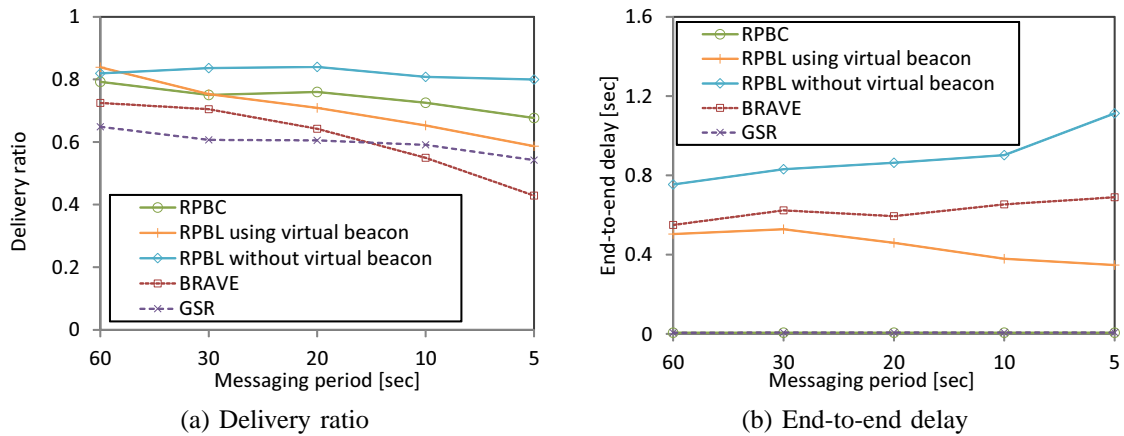 Delivery ratio
1
0.8
0.6
0.4
0.2
0
RPBC
RPBL using virtual beacon
RPBL without virtual beacon
BRAVE
GSR
60 30 20 10 5
Messaging period [sec]
(a) Delivery ratio
End-to-end delay [sec]
1.6
1.2
0.8
0.4
0
RPBC
RPBL using virtual beacon
RPBL without virtual beacon
BRAVE
GSR
60 30 20 10 5
Messaging period [sec]
(b) End-to-end delay